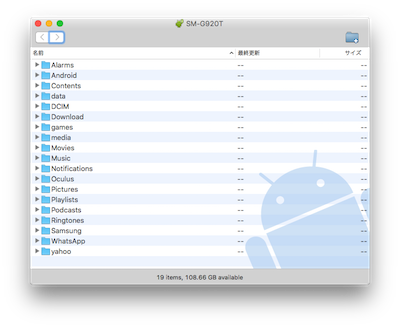 SM-G920T
名前 最終更新 サイズ
Alarms -- --
Android -- --
Contents -- --
data -- --
DCIM -- --
Download -- --
games -- --
media -- --
Movies -- --
Music -- --
Notifications -- --
Oculus -- --
Pictures -- --
Playlists -- --
Podcasts -- --
Ringtones -- --
Samsung -- --
WhatsApp -- --
yahoo -- --
19 items, 108.66 GB available